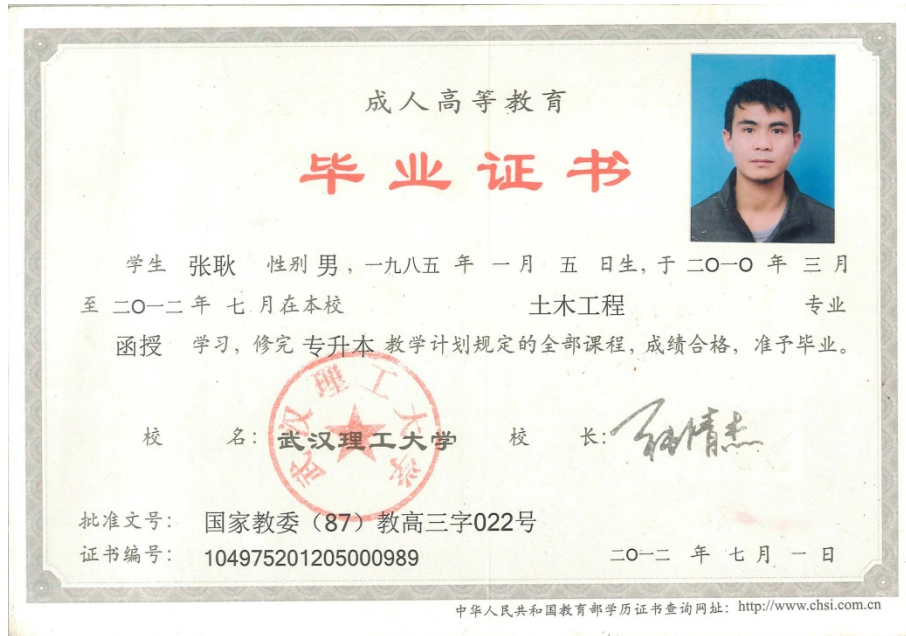 成人高等教育
毕业证书
学生 张耿 性别 男，一九八五 年 一 月 五 日生，于 二〇一〇 年 三 月
至 二〇一二 年 七 月在本校 土木工程 专业
函授 学习，修完 专升本 教学计划规定的全部课程，成绩合格，准予毕业。
校 名：武汉理工大学 校 长：
武汉理工大学
批准文号： 国家教委（87）教高三字022号
证书编号： 104975201205000989 二〇一二 年 七 月 一 日
中华人民共和国教育部学历证书查询网址：http://www.chsi.com.cn